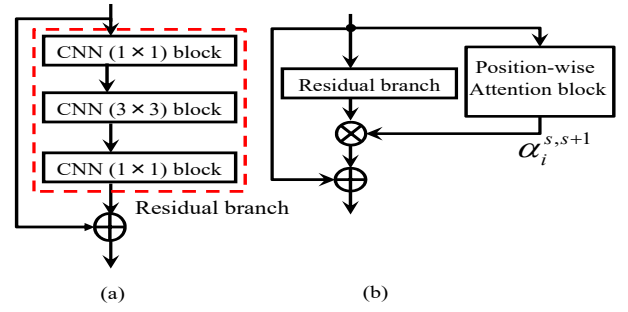 CNN (1 × 1) block
CNN (3 × 3) block
CNN (1 × 1) block
Residual branch
(a)
Residual branch
Position-wise
Attention block
α_i^{s,s+1}
(b)